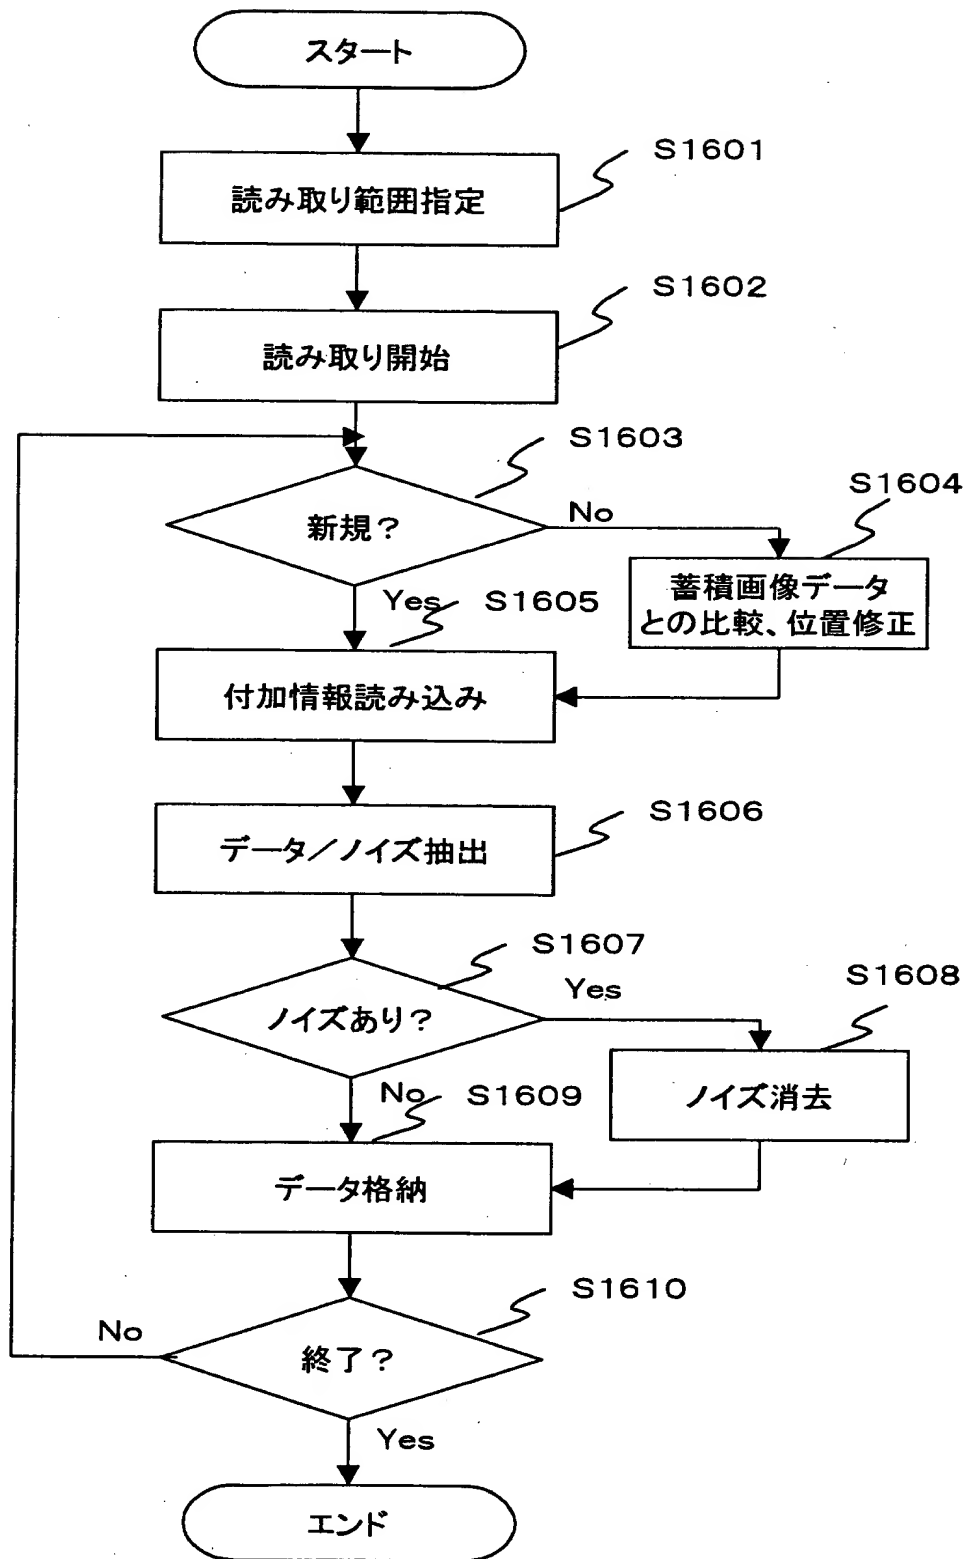 スタート
S1601
読み取り範囲指定
S1602
読み取り開始
S1603
新規？
No
S1604
蓄積画像データ
との比較、位置修正
Yes
S1605
付加情報読み込み
S1606
データ／ノイズ抽出
S1607
ノイズあり？
Yes
S1608
ノイズ消去
No
S1609
データ格納
S1610
終了？
No
Yes
エンド